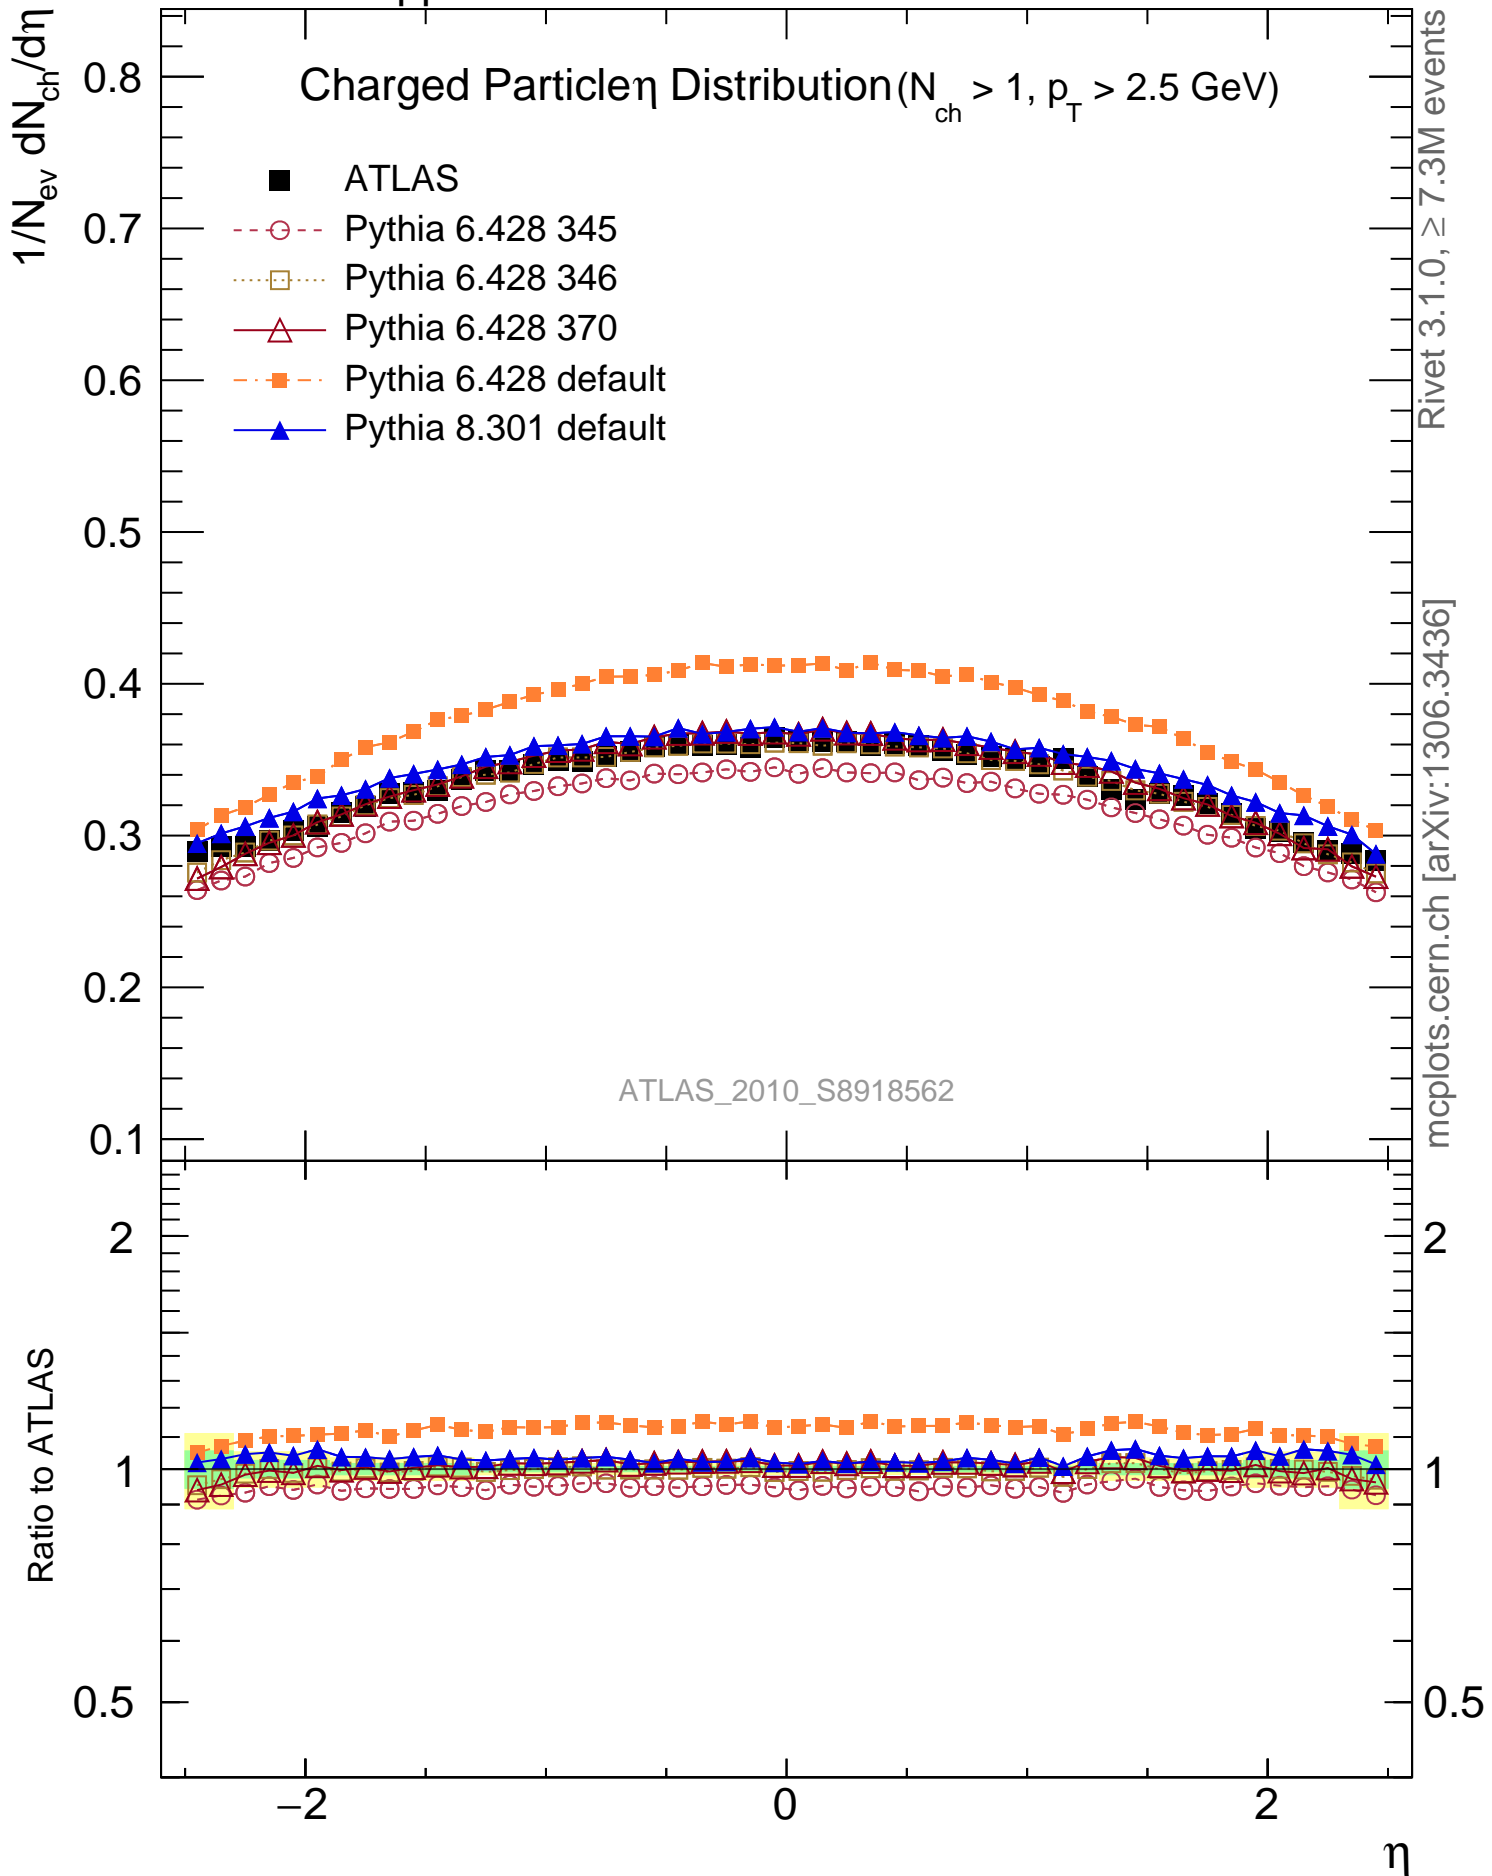 1/N_ev dN_ch/dη
Charged Particleη Distribution(N_ch > 1, p_T > 2.5 GeV)
ATLAS
Pythia 6.428 345
Pythia 6.428 346
Pythia 6.428 370
Pythia 6.428 default
Pythia 8.301 default
0.8
0.7
0.6
0.5
0.4
0.3
0.2
0.1
ATLAS_2010_S8918562
Rivet 3.1.0, ≥ 7.3M events
mcplots.cern.ch [arXiv:1306.3436]
Ratio to ATLAS
2
1
0.5
2
1
0.5
−2
0
2
η